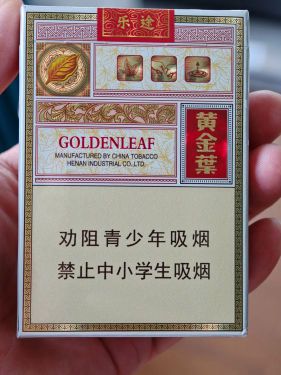 乐途
GOLDENLEAF
MANUFACTURED BY CHINA TOBACCO
HENAN INDUSTRIAL CO.,LTD.
黄金葉
劝阻青少年吸烟
禁止中小学生吸烟